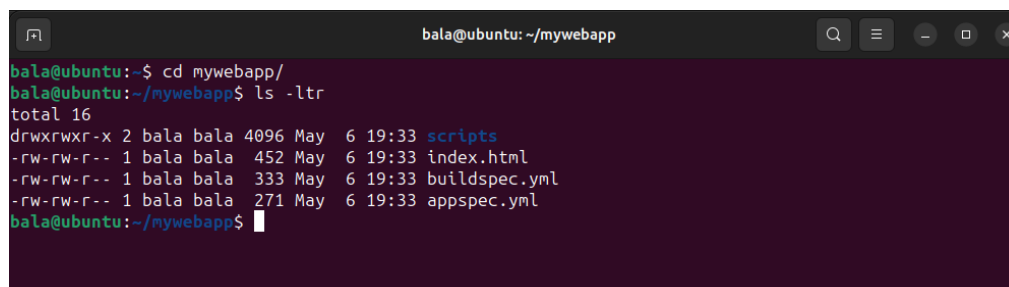 bala@ubuntu: ~/mywebapp
bala@ubuntu:~$ cd mywebapp/
bala@ubuntu:~/mywebapp$ ls -ltr
total 16
drwxrwxr-x 2 bala bala 4096 May  6 19:33 scripts
-rw-rw-r-- 1 bala bala  452 May  6 19:33 index.html
-rw-rw-r-- 1 bala bala  333 May  6 19:33 buildspec.yml
-rw-rw-r-- 1 bala bala  271 May  6 19:33 appspec.yml
bala@ubuntu:~/mywebapp$